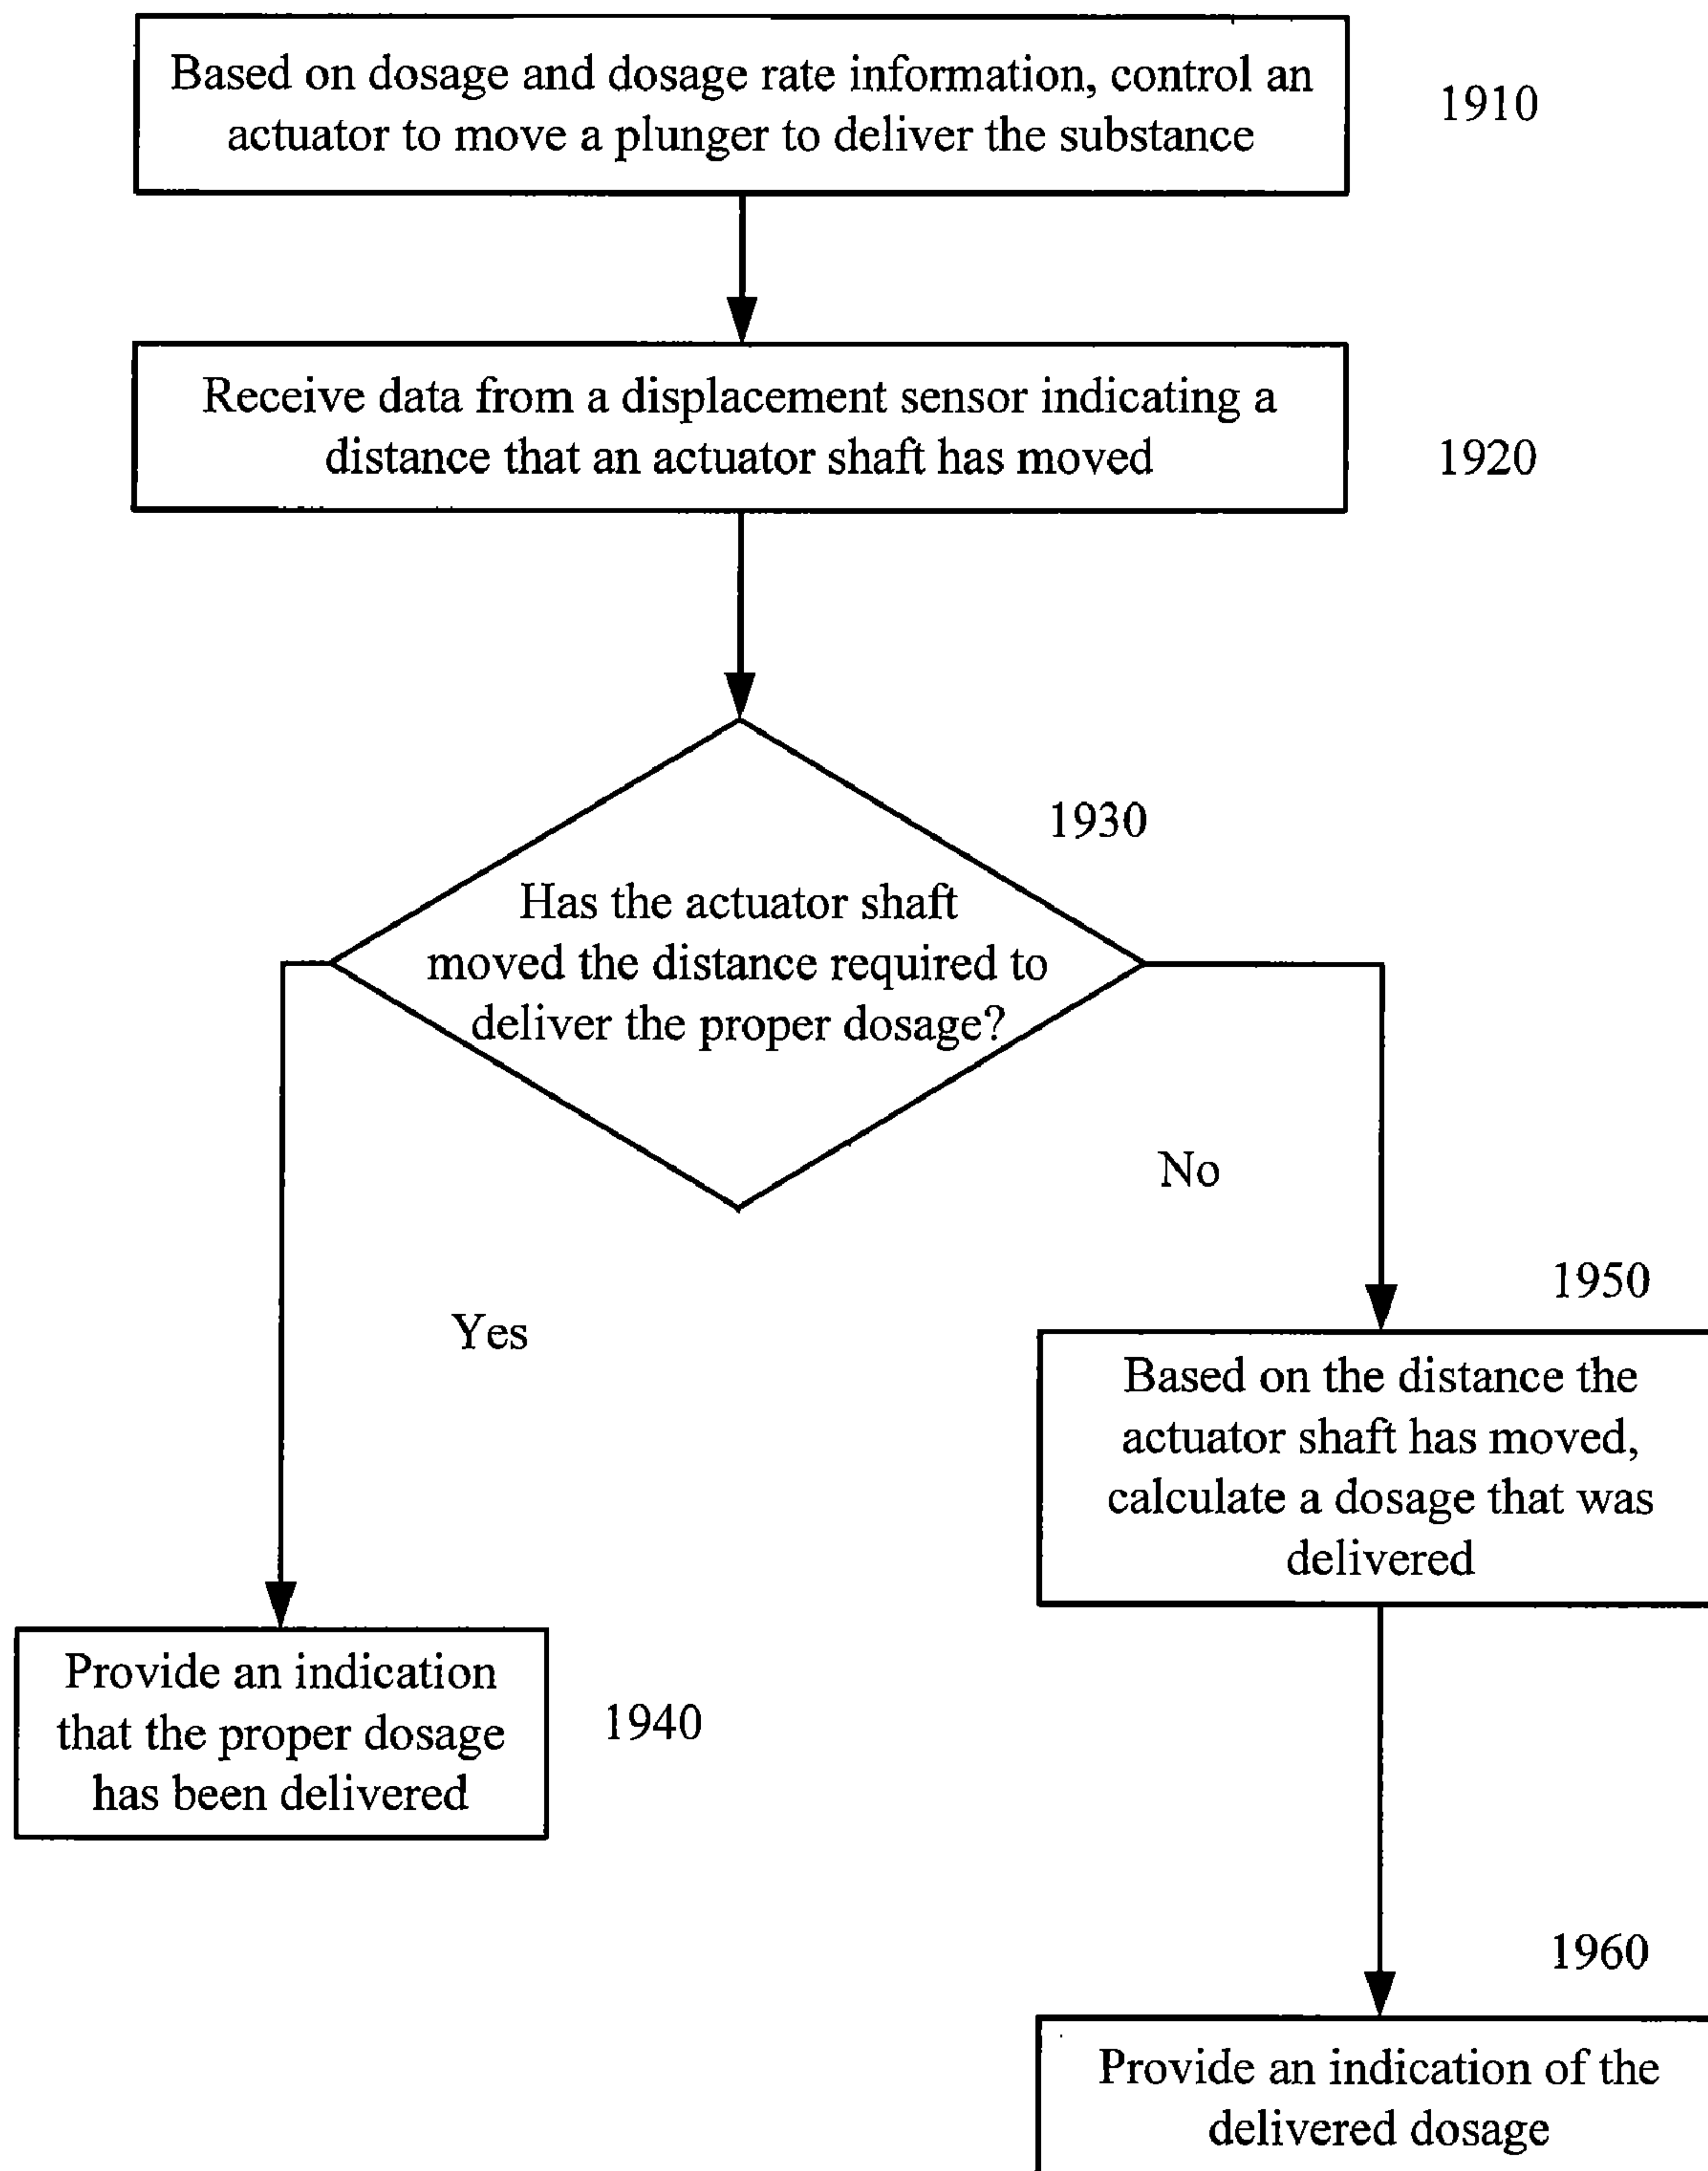 Based on dosage and dosage rate information, control an
actuator to move a plunger to deliver the substance
1910
Receive data from a displacement sensor indicating a
distance that an actuator shaft has moved
1920
1930
Has the actuator shaft
moved the distance required to
deliver the proper dosage?
No
Yes
1950
Based on the distance the
actuator shaft has moved,
calculate a dosage that was
delivered
Provide an indication
that the proper dosage
has been delivered
1940
1960
Provide an indication of the
delivered dosage